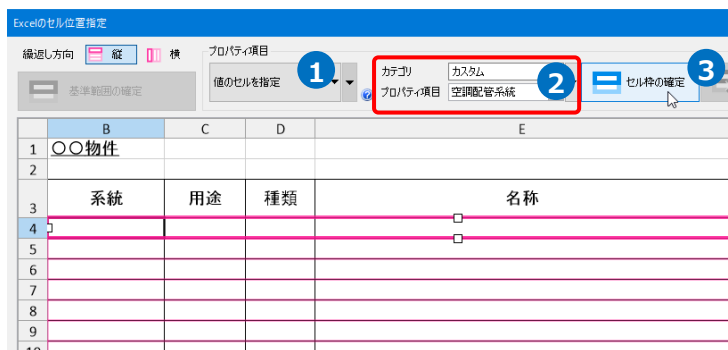 Excelのセル位置指定
繰返し方向 縦 横
プロパティ項目
基準範囲の確定
値のセルを指定
1
カテゴリ カスタム
プロパティ項目 空調配管系統
2
セル枠の確定
3
B C D E
1 〇〇物件
2
3 系統 用途 種類 名称
4
5
6
7
8
9
10